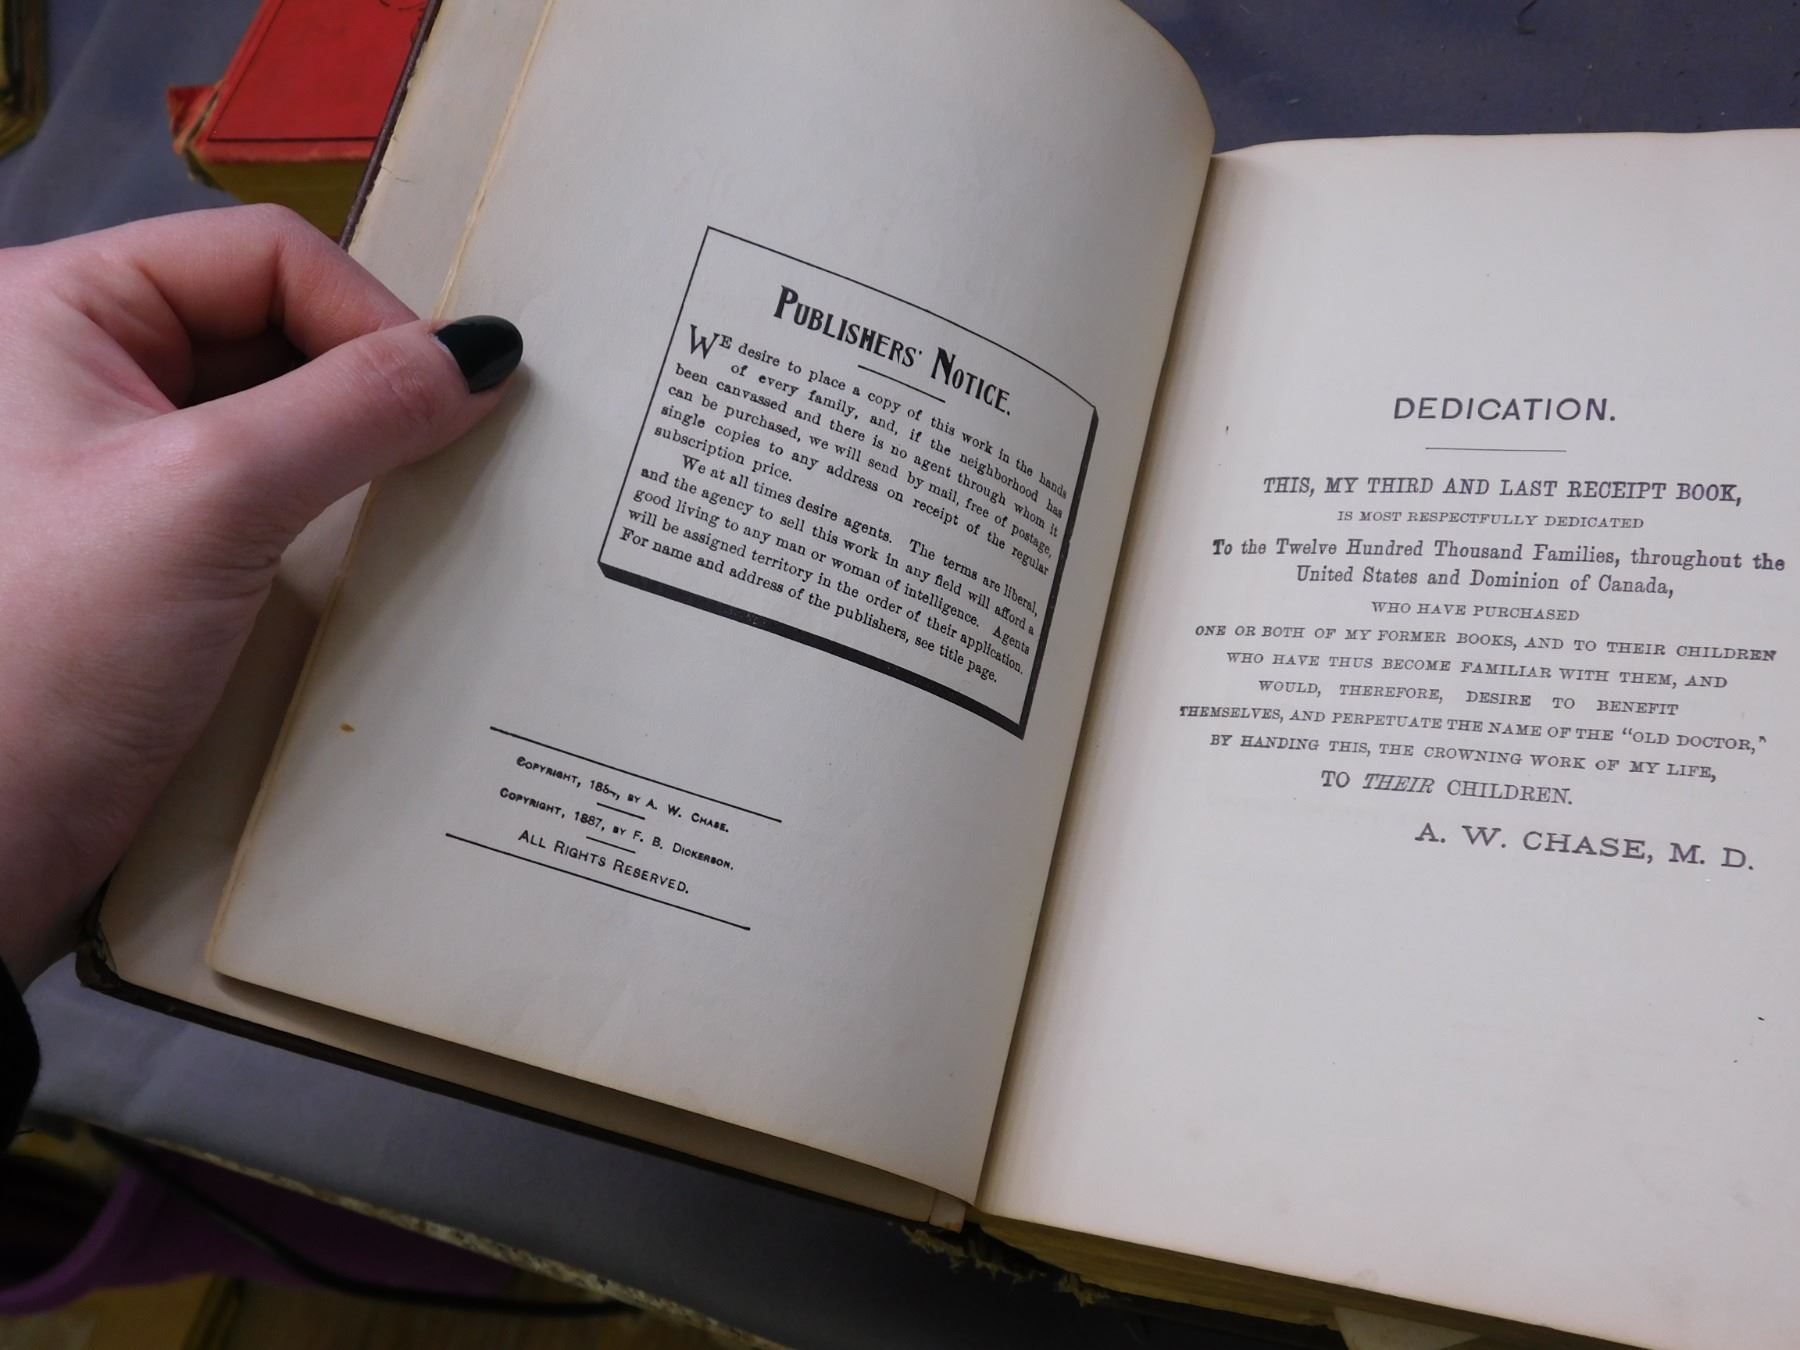 PUBLISHERS' NOTICE.
WE desire to place a copy of this work in the hands
of every family, and, if the neighborhood has
been canvassed and there is no agent through whom it
can be purchased, we will send by mail, free of postage,
single copies to any address on receipt of the regular
subscription price.
We at all times desire agents. The terms are liberal,
and the agency to sell this work in any field will afford a
good living to any man or woman of intelligence. Agents
will be assigned territory in the order of their application.
For name and address of the publishers, see title page.
COPYRIGHT, BY A. W. CHASE.
COPYRIGHT, 1887, BY F. B. DICKERSON.
ALL RIGHTS RESERVED.
DEDICATION.
THIS, MY THIRD AND LAST RECEIPT BOOK,
IS MOST RESPECTFULLY DEDICATED
To the Twelve Hundred Thousand Families, throughout the
United States and Dominion of Canada,
WHO HAVE PURCHASED
ONE OR BOTH OF MY FORMER BOOKS, AND TO THEIR CHILDREN
WHO HAVE THUS BECOME FAMILIAR WITH THEM, AND
WOULD, THEREFORE, DESIRE TO BENEFIT
THEMSELVES, AND PERPETUATE THE NAME OF THE "OLD DOCTOR,"
BY HANDING THIS, THE CROWNING WORK OF MY LIFE,
TO THEIR CHILDREN.
A. W. CHASE, M. D.